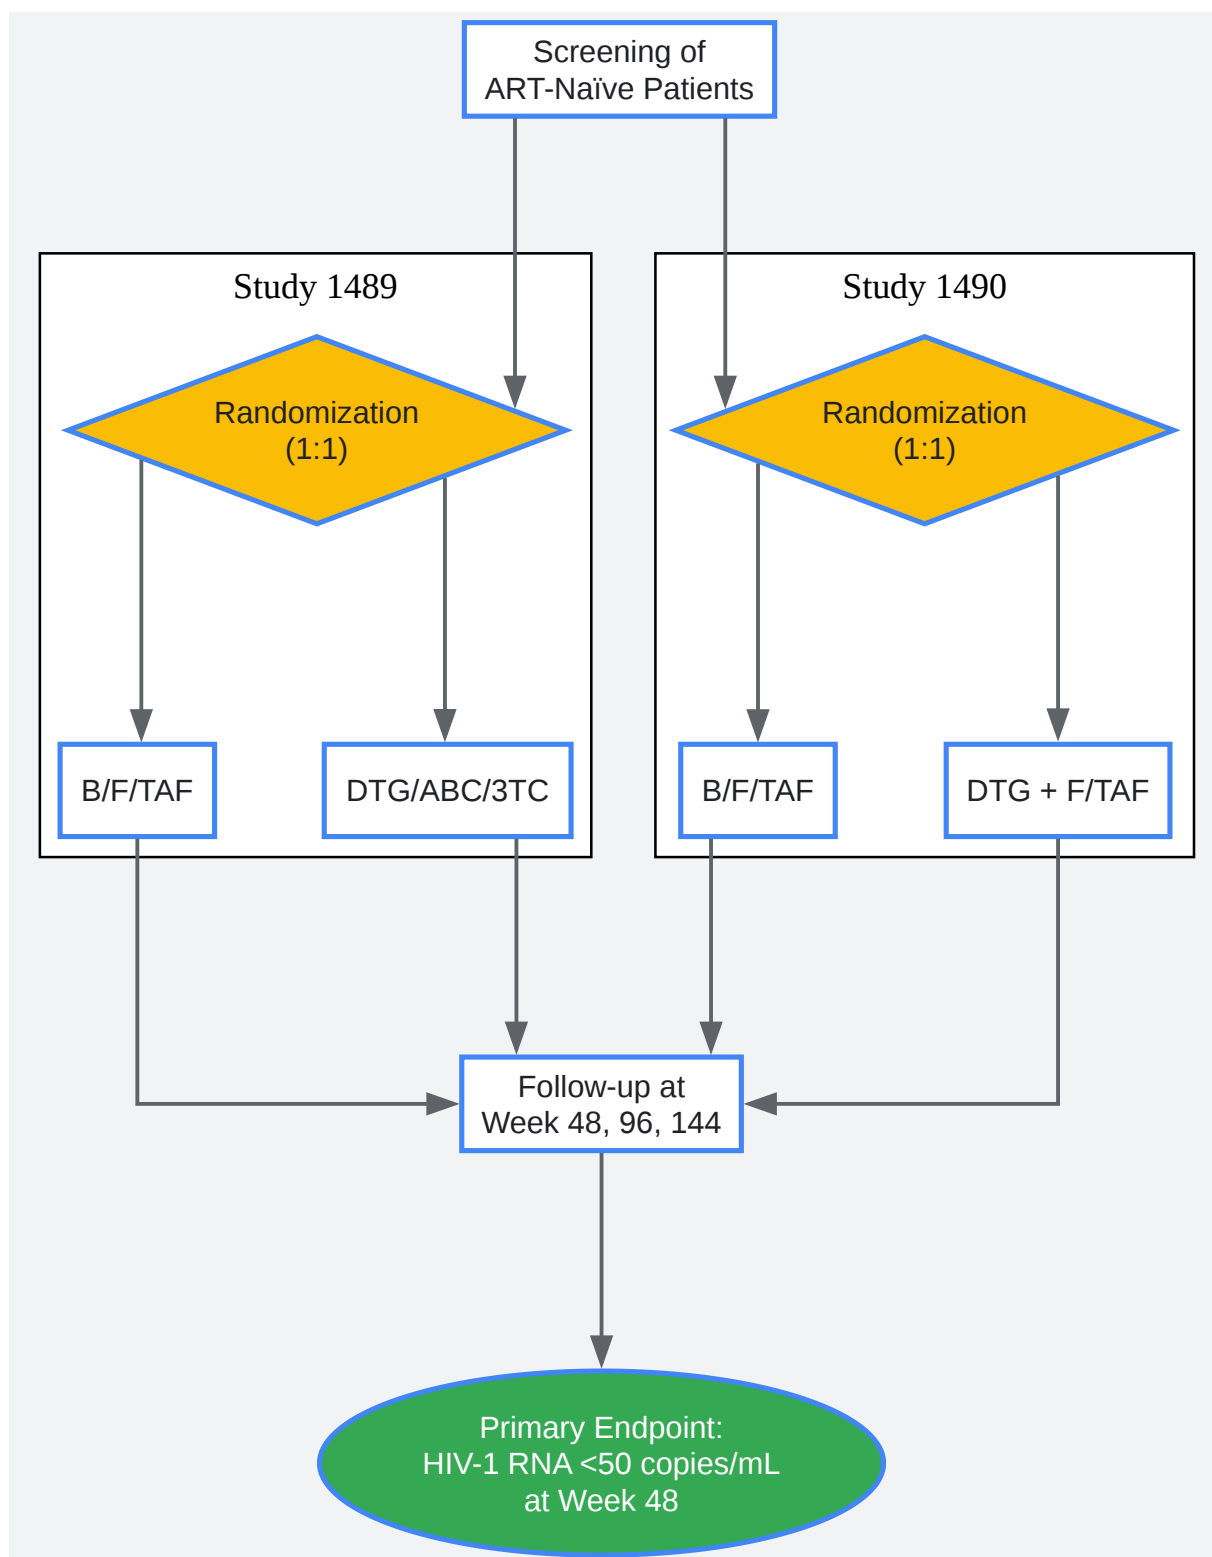 Screening of
ART-Naïve Patients
Study 1489
Study 1490
Randomization
(1:1)
Randomization
(1:1)
B/F/TAF
DTG/ABC/3TC
B/F/TAF
DTG + F/TAF
Follow-up at
Week 48, 96, 144
Primary Endpoint:
HIV-1 RNA <50 copies/mL
at Week 48